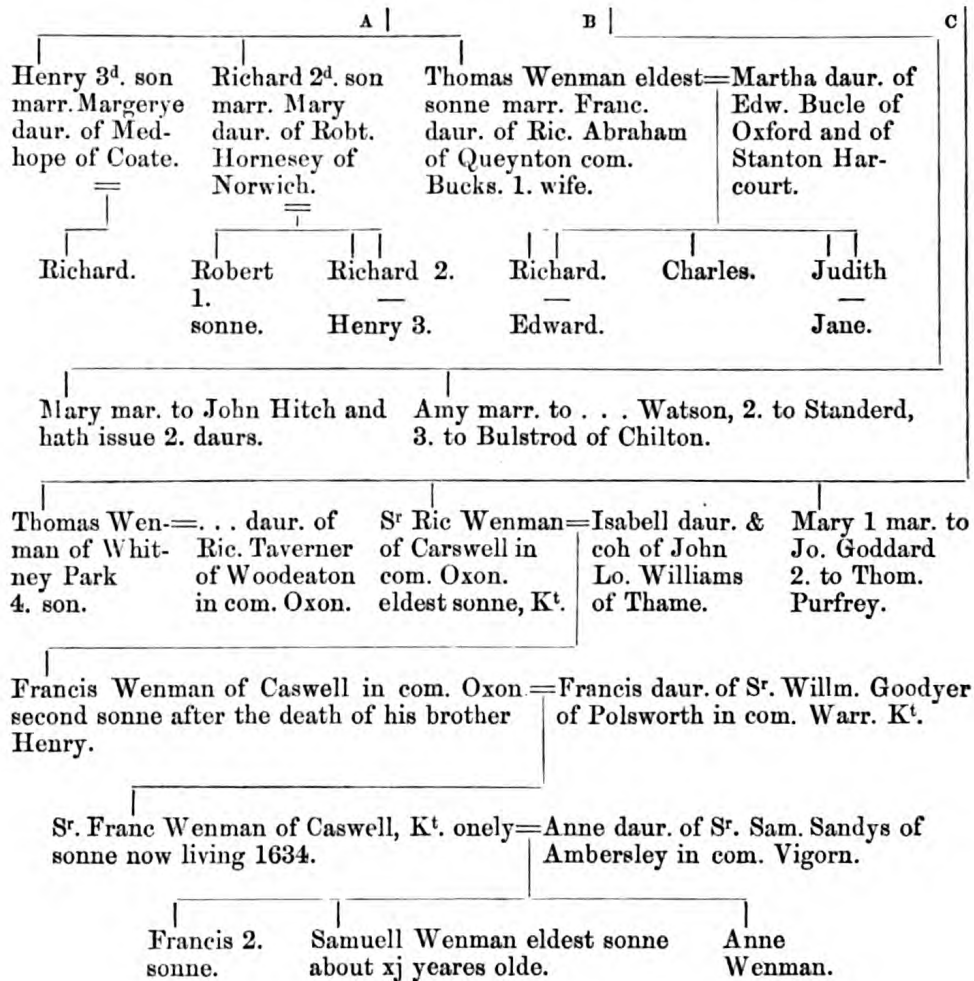 A B C
Henry 3d. son
marr. Margerye
daur. of Med-
hope of Coate.
Richard 2d. son
marr. Mary
daur. of Robt.
Hornesey of
Norwich.
Thomas Wenman eldest=Martha daur. of
sonne marr. Franc.
daur. of Ric. Abraham
of Queynton com.
Bucks. 1. wife.
Edw. Bucle of
Oxford and of
Stanton Har-
court.
Richard.
Robert
1.
sonne.
Richard 2.
—
Henry 3.
Richard.
—
Edward.
Charles.
Judith
—
Jane.
Mary mar. to John Hitch and
hath issue 2. daurs.
Amy marr. to . . . Watson, 2. to Standerd,
3. to Bulstrod of Chilton.
Thomas Wen-=. . . daur. of
man of Whit-
ney Park
4. son.
Ric. Taverner
of Woodeaton
in com. Oxon.
Sr Ric Wenman=Isabell daur. &
of Carswell in
com. Oxon.
eldest sonne, Kt.
coh of John
Lo. Williams
of Thame.
Mary 1 mar. to
Jo. Goddard
2. to Thom.
Purfrey.
Francis Wenman of Caswell in com. Oxon.=Francis daur. of Sr. Willm. Goodyer
second sonne after the death of his brother
Henry.
of Polsworth in com. Warr. Kt.
Sr. Franc Wenman of Caswell, Kt. onely=Anne daur. of Sr. Sam. Sandys of
sonne now living 1634.
Ambersley in com. Vigorn.
Francis 2.
sonne.
Samuell Wenman eldest sonne
about xj yeares olde.
Anne
Wenman.